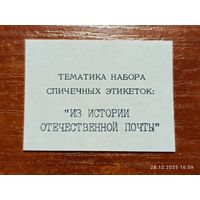 ТЕМАТИКА НАБОРА
СПИЧЕЧНЫХ ЭТИКЕТОК:
"ИЗ ИСТОРИИ
ОТЕЧЕСТВЕННОЙ ПОЧТЫ"
28.12.2025 16:59